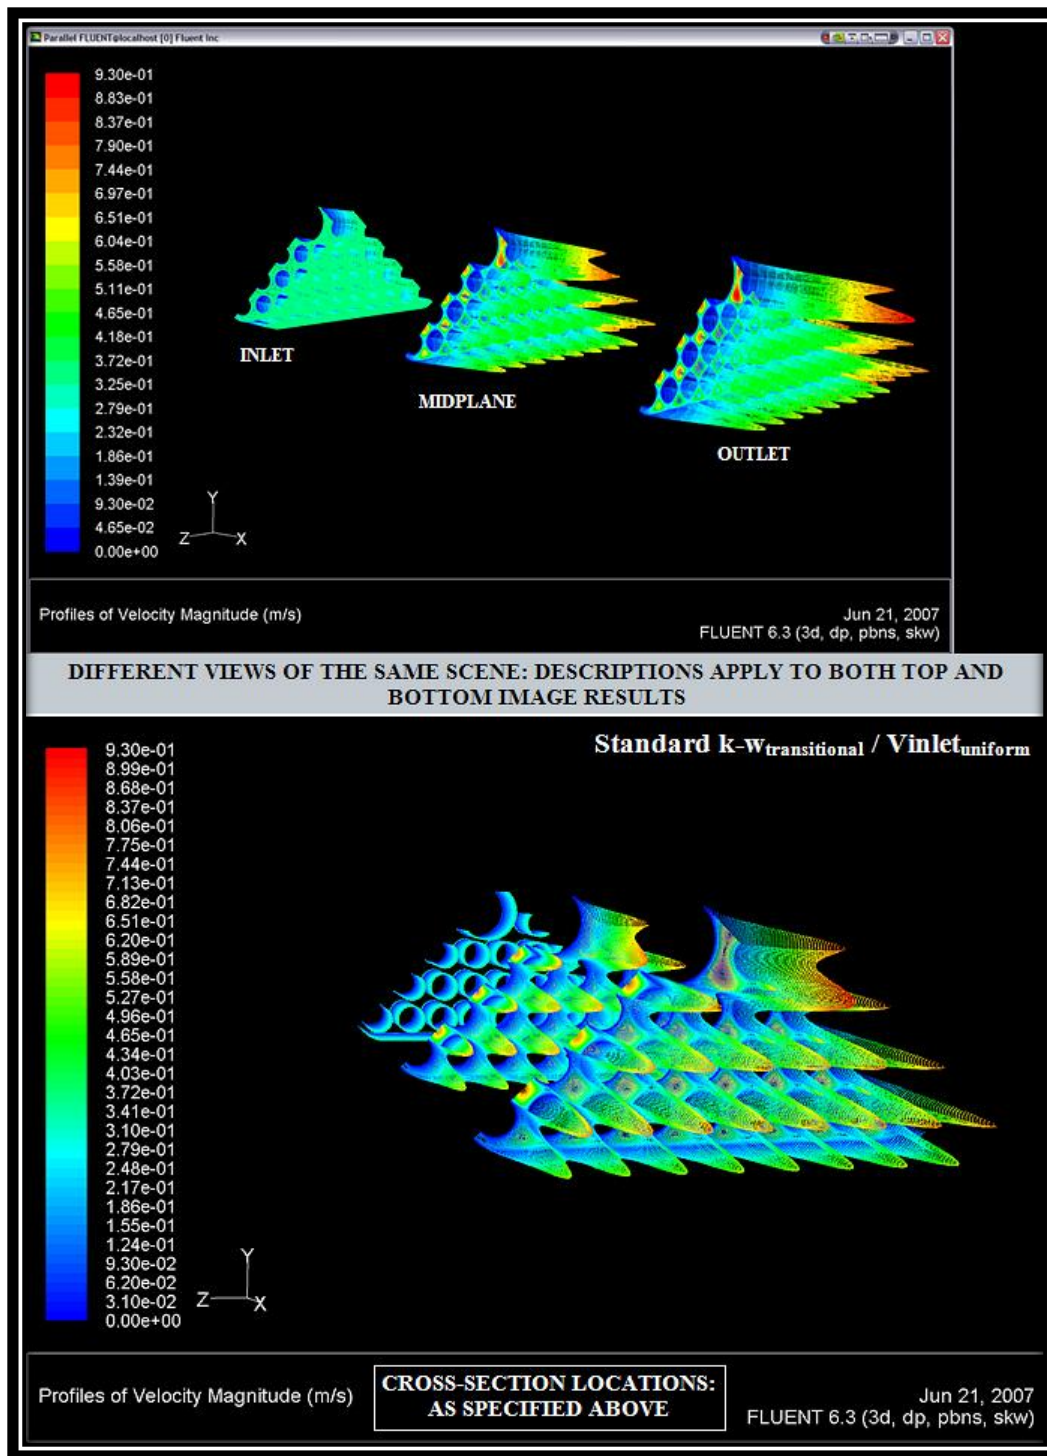 Parallel FLUENT@localhost [0] Fluent Inc
9.30e-01
8.83e-01
8.37e-01
7.90e-01
7.44e-01
6.97e-01
6.51e-01
6.04e-01
5.58e-01
5.11e-01
4.65e-01
4.18e-01
3.72e-01
3.25e-01
2.79e-01
2.32e-01
1.86e-01
1.39e-01
9.30e-02
4.65e-02
0.00e+00
INLET
MIDPLANE
OUTLET
Y
Z
X
Profiles of Velocity Magnitude (m/s)
Jun 21, 2007
FLUENT 6.3 (3d, dp, pbns, skw)
DIFFERENT VIEWS OF THE SAME SCENE: DESCRIPTIONS APPLY TO BOTH TOP AND
BOTTOM IMAGE RESULTS
Standard k-wtransitional / Vinletuniform
9.30e-01
8.99e-01
8.68e-01
8.37e-01
8.06e-01
7.75e-01
7.44e-01
7.13e-01
6.82e-01
6.51e-01
6.20e-01
5.89e-01
5.58e-01
5.27e-01
4.96e-01
4.65e-01
4.34e-01
4.03e-01
3.72e-01
3.41e-01
3.10e-01
2.79e-01
2.48e-01
2.17e-01
1.86e-01
1.55e-01
1.24e-01
9.30e-02
6.20e-02
3.10e-02
0.00e+00
Y
Z
X
Profiles of Velocity Magnitude (m/s)
CROSS-SECTION LOCATIONS:
AS SPECIFIED ABOVE
Jun 21, 2007
FLUENT 6.3 (3d, dp, pbns, skw)